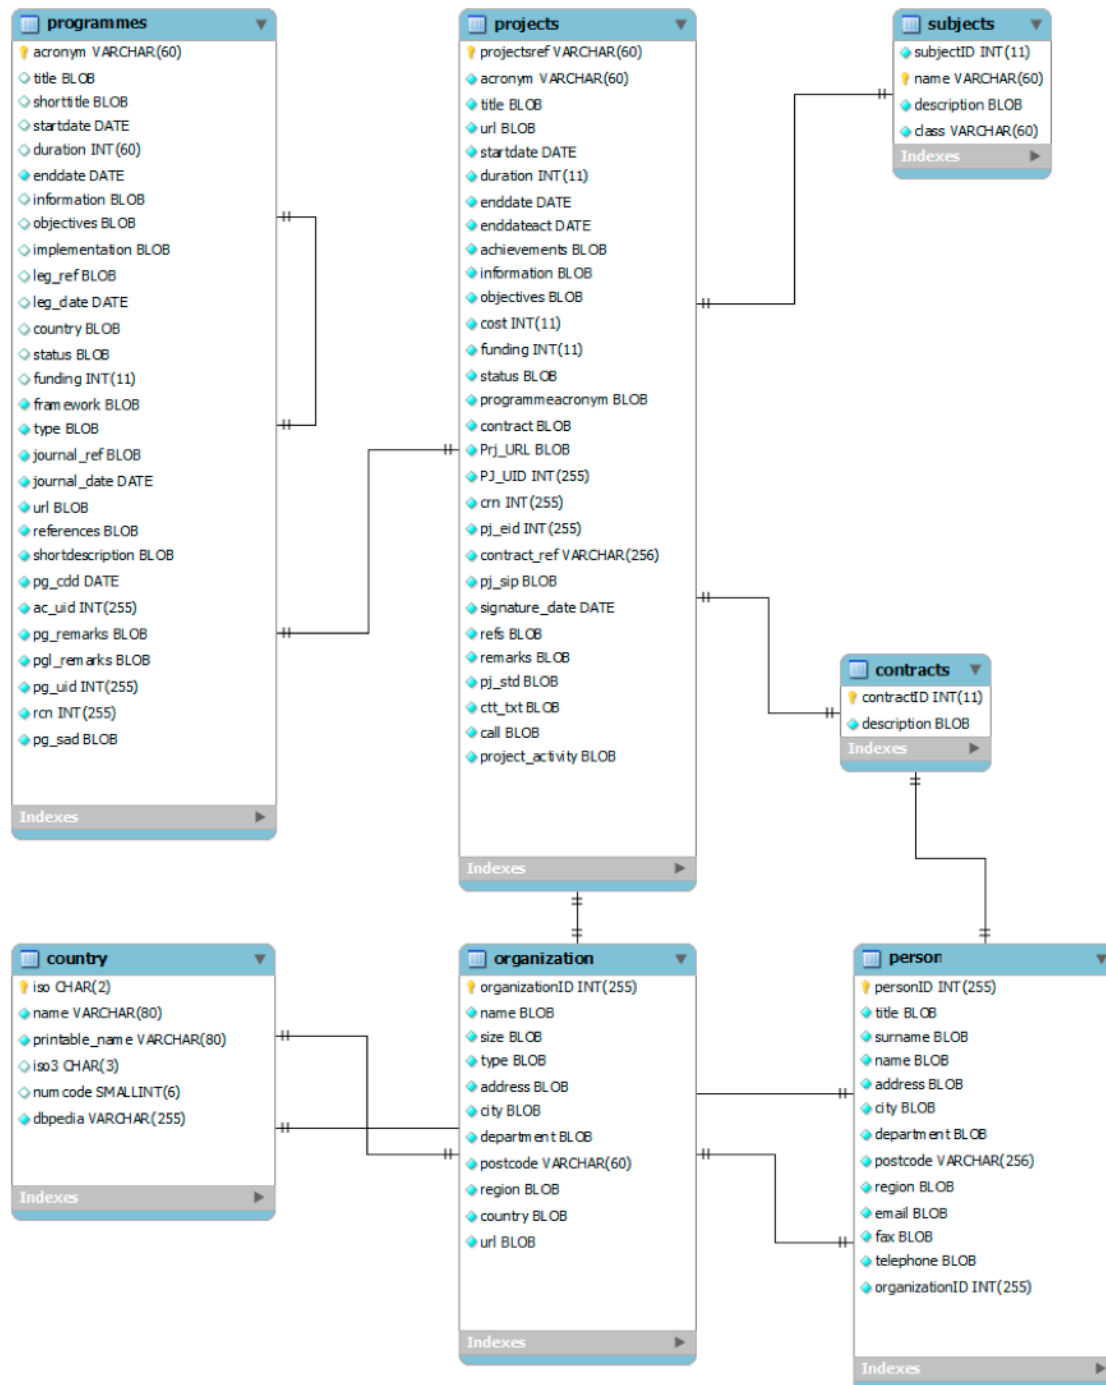 programmes
acronym VARCHAR(60)
title BLOB
shorttitle BLOB
startdate DATE
duration INT(60)
enddate DATE
information BLOB
objectives BLOB
implementation BLOB
leg_ref BLOB
leg_date DATE
country BLOB
status BLOB
funding INT(11)
framework BLOB
type BLOB
journal_ref BLOB
journal_date DATE
url BLOB
references BLOB
shortdescription BLOB
pg_cdd DATE
ac_uid INT(255)
pg_remarks BLOB
pgl_remarks BLOB
pg_uid INT(255)
rcn INT(255)
pg_sad BLOB
Indexes
projects
projectsref VARCHAR(60)
acronym VARCHAR(60)
title BLOB
url BLOB
startdate DATE
duration INT(11)
enddate DATE
enddateact DATE
achievements BLOB
information BLOB
objectives BLOB
cost INT(11)
funding INT(11)
status BLOB
programmeacronym BLOB
contract BLOB
Prj_URL BLOB
PJ_UID INT(255)
crn INT(255)
pj_eid INT(255)
contract_ref VARCHAR(256)
pj_sip BLOB
signature_date DATE
refs BLOB
remarks BLOB
pj_std BLOB
ctt_txt BLOB
call BLOB
project_activity BLOB
Indexes
subjects
subjectID INT(11)
name VARCHAR(60)
description BLOB
class VARCHAR(60)
Indexes
contracts
contractID INT(11)
description BLOB
Indexes
country
iso CHAR(2)
name VARCHAR(80)
printable_name VARCHAR(80)
iso3 CHAR(3)
numcode SMALLINT(6)
dbpedia VARCHAR(255)
Indexes
organization
organizationID INT(255)
name BLOB
size BLOB
type BLOB
address BLOB
city BLOB
department BLOB
postcode VARCHAR(60)
region BLOB
country BLOB
url BLOB
Indexes
person
personID INT(255)
title BLOB
surname BLOB
name BLOB
address BLOB
city BLOB
department BLOB
postcode VARCHAR(256)
region BLOB
email BLOB
fax BLOB
telephone BLOB
organizationID INT(255)
Indexes